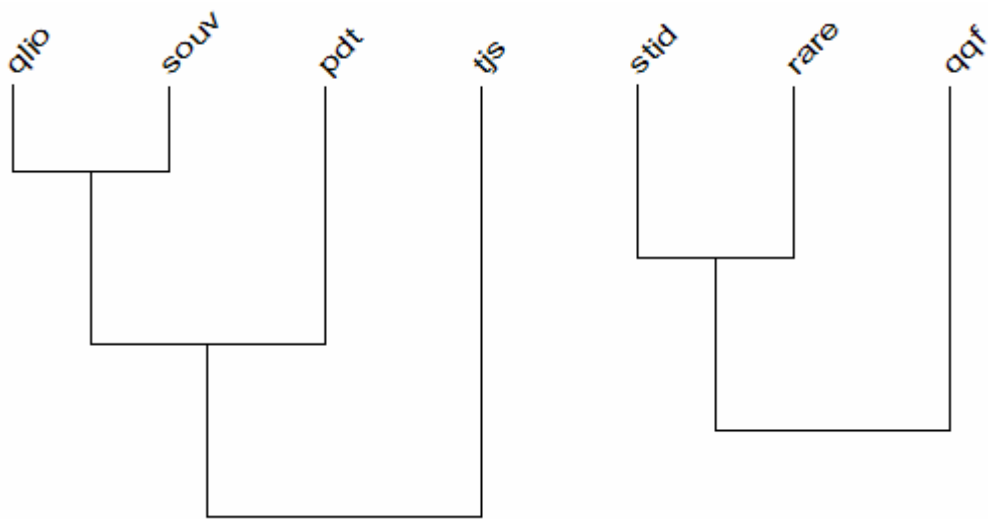 qlio
souv
pdt
tjs
stid
rare
qqf